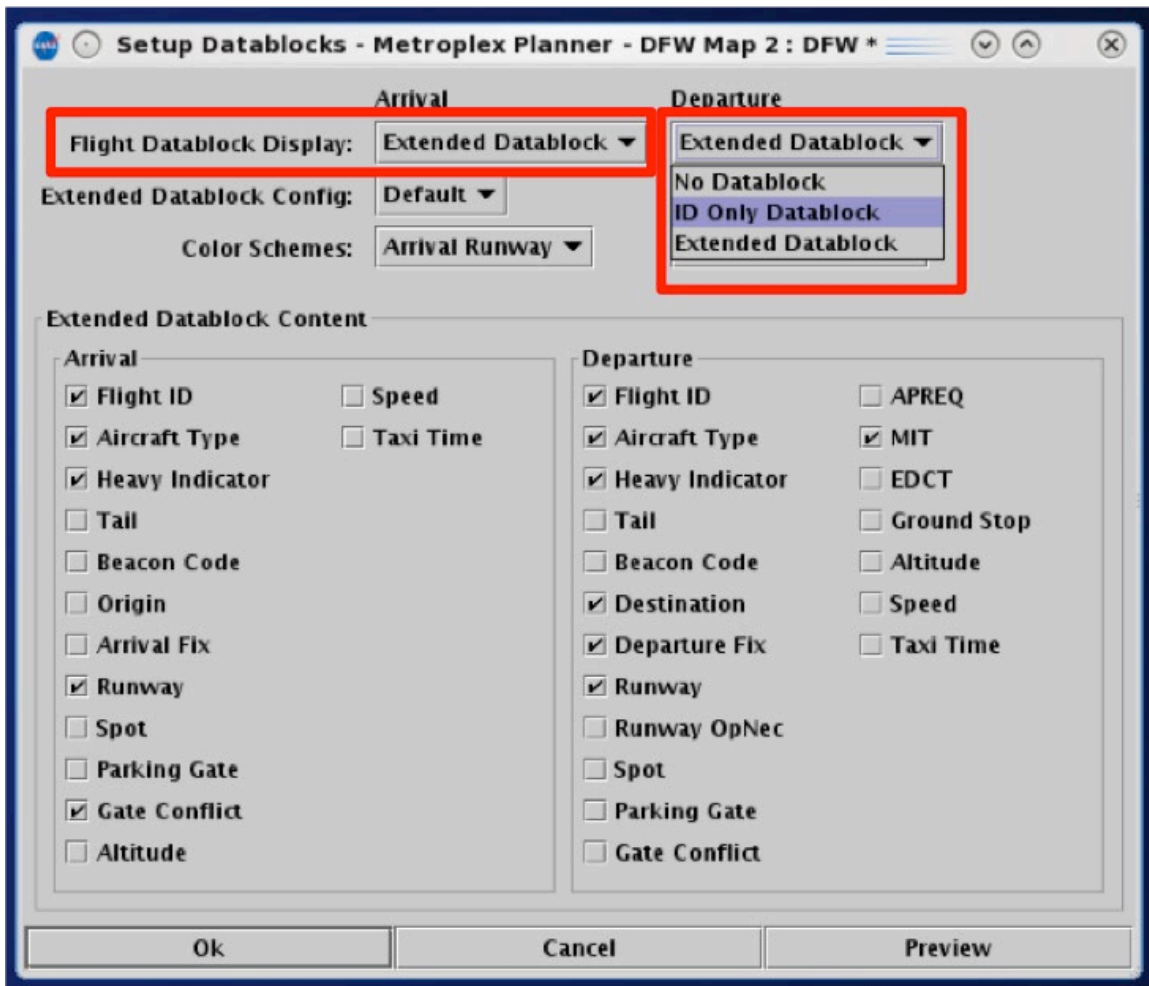 Setup Datablocks - Metroplex Planner - DFW Map 2 : DFW *
Arrival Departure
Flight Datablock Display: Extended Datablock Extended Datablock
No Datablock
Extended Datablock Config: Default
ID Only Datablock
Extended Datablock
Color Schemes: Arrival Runway
Extended Datablock Content
Arrival
Flight ID Speed
Aircraft Type Taxi Time
Heavy Indicator
Tail
Beacon Code
Origin
Arrival Fix
Runway
Spot
Parking Gate
Gate Conflict
Altitude
Departure
Flight ID APREQ
Aircraft Type MIT
Heavy Indicator EDCT
Tail Ground Stop
Beacon Code Altitude
Destination Speed
Departure Fix Taxi Time
Runway
Runway OpNec
Spot
Parking Gate
Gate Conflict
Ok Cancel Preview